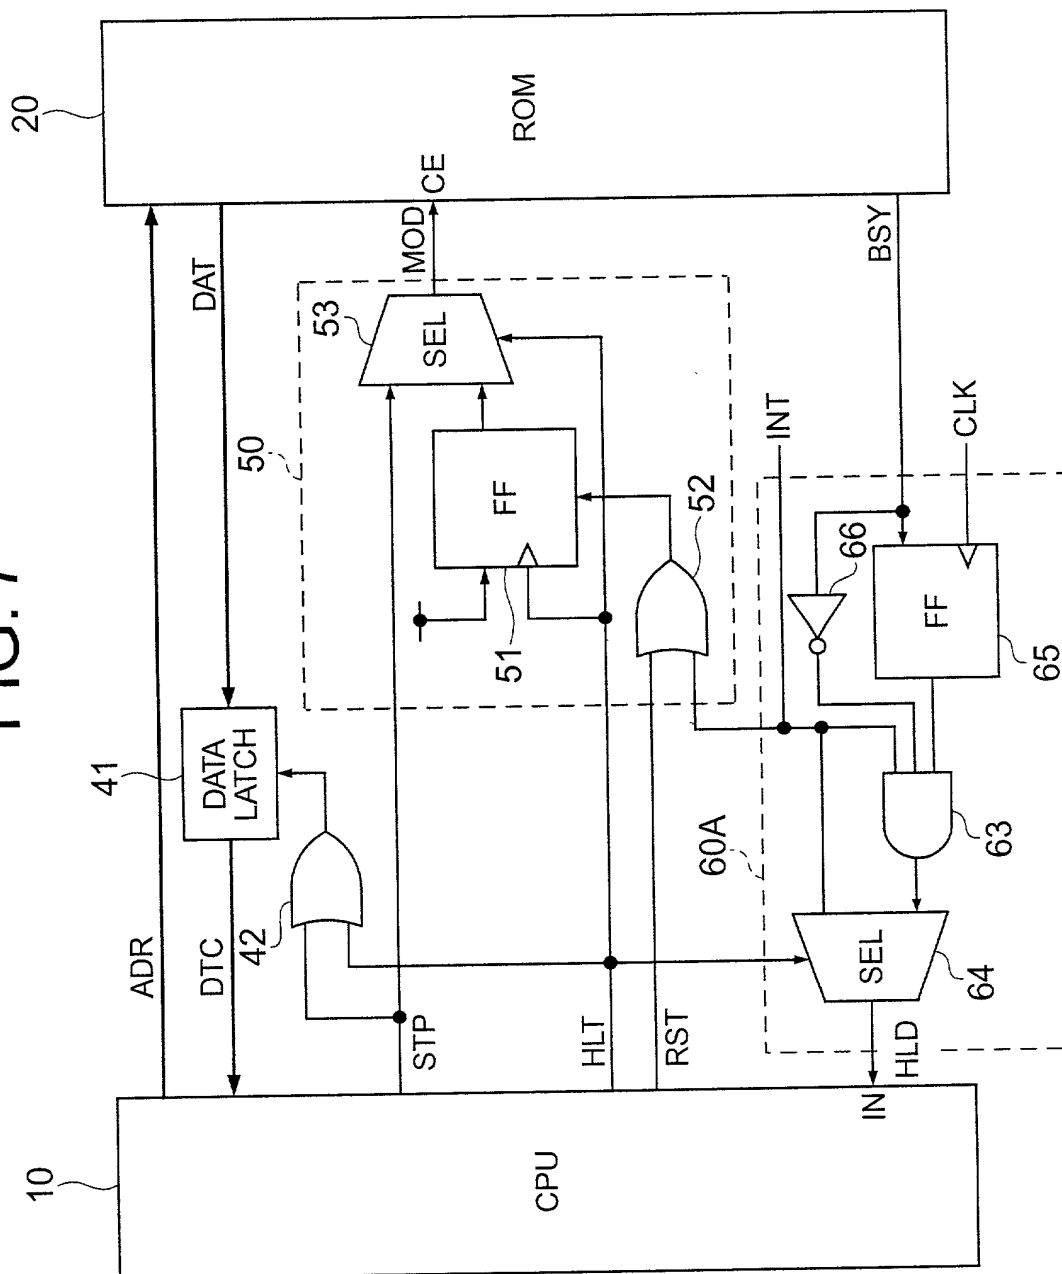 FIG. 7
20
ROM
CE
MOD
DAT
BSY
53
SEL
50
FF
51
52
INT
CLK
66
FF
65
41
DATA
LATCH
42
60A
63
SEL
64
ADR
DTC
STP
HLT
RST
HLD
IN
10
CPU